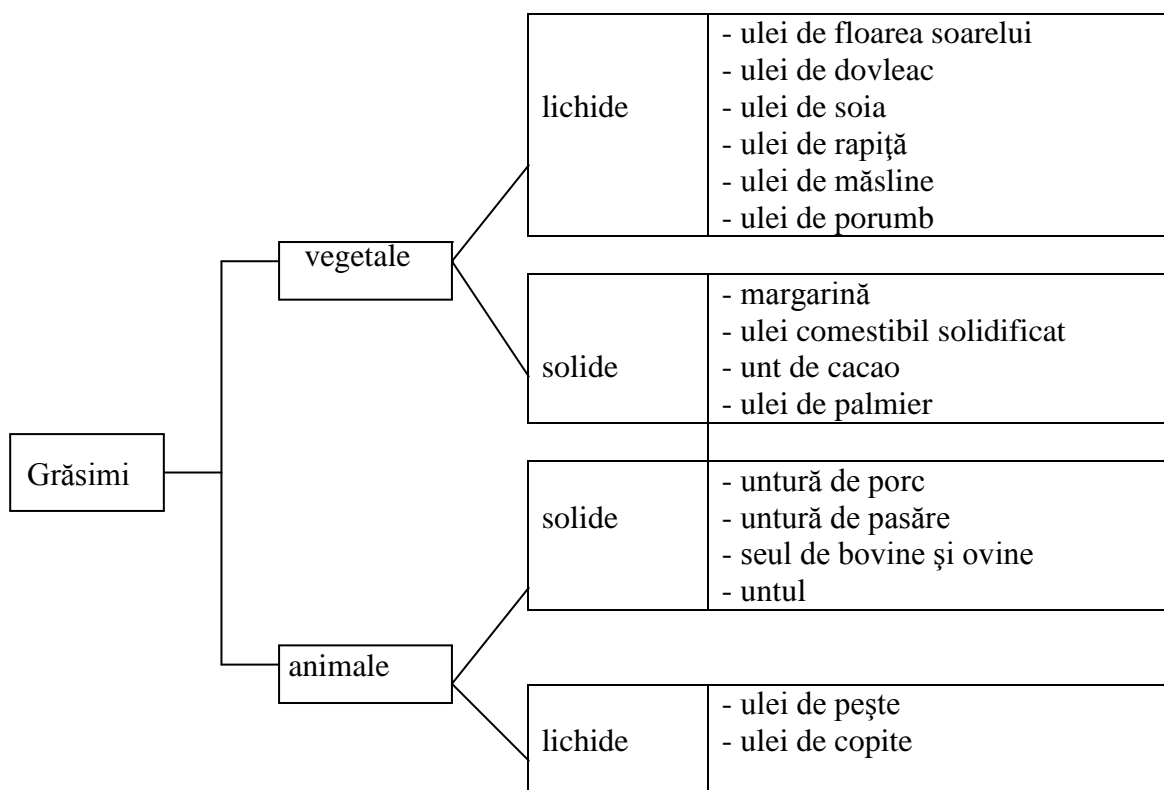 Grăsimi
vegetale
lichide
- ulei de floarea soarelui
- ulei de dovleac
- ulei de soia
- ulei de rapiţă
- ulei de măsline
- ulei de porumb
solide
- margarină
- ulei comestibil solidificat
- unt de cacao
- ulei de palmier
animale
solide
- untură de porc
- untură de pasăre
- seul de bovine şi ovine
- untul
lichide
- ulei de peşte
- ulei de copite